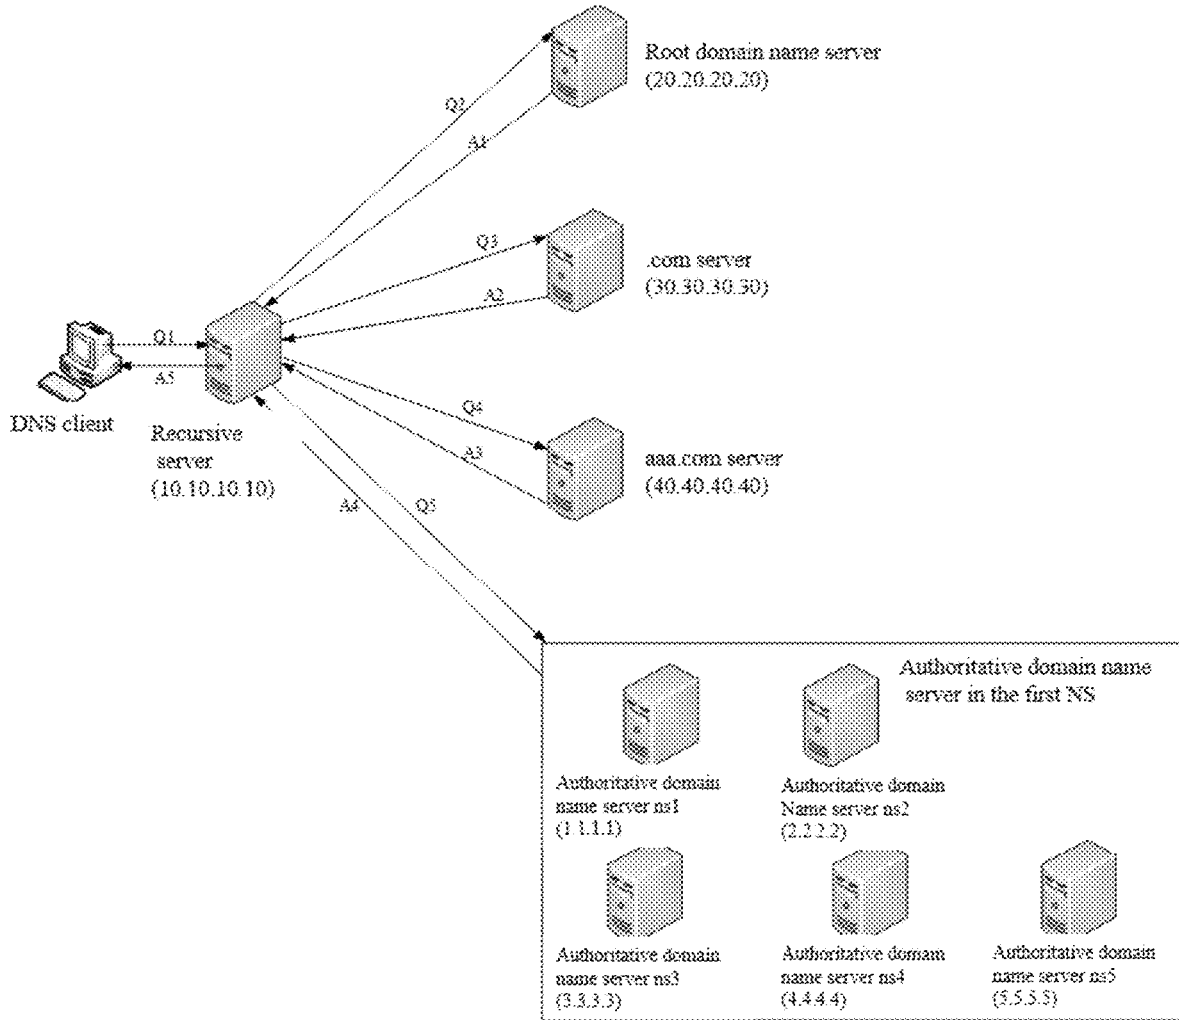 Root domain name server
(20.20.20.20)
Q2
A1
Q3
.com server
(30.30.30.30)
A2
Q1
A5
DNS client
Recursive
server
(10.10.10.10)
Q4
A3
aaa.com server
(40.40.40.40)
A4
Q5
Authoritative domain name
server in the first NS
Authoritative domain
name server ns1
(1.1.1.1)
Authoritative domain
Name server ns2
(2.2.2.2)
Authoritative domain
name server ns3
(3.3.3.3)
Authoritative domain
name server ns4
(4.4.4.4)
Authoritative domain
name server ns5
(5.5.5.5)